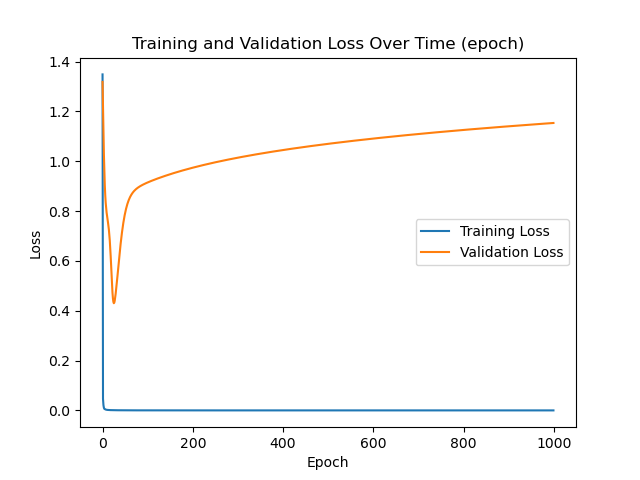 Training and Validation Loss Over Time (epoch)
1.4
1.2
1.0
0.8
0.6
0.4
0.2
0.0
Loss
Training Loss
Validation Loss
0 200 400 600 800 1000
Epoch